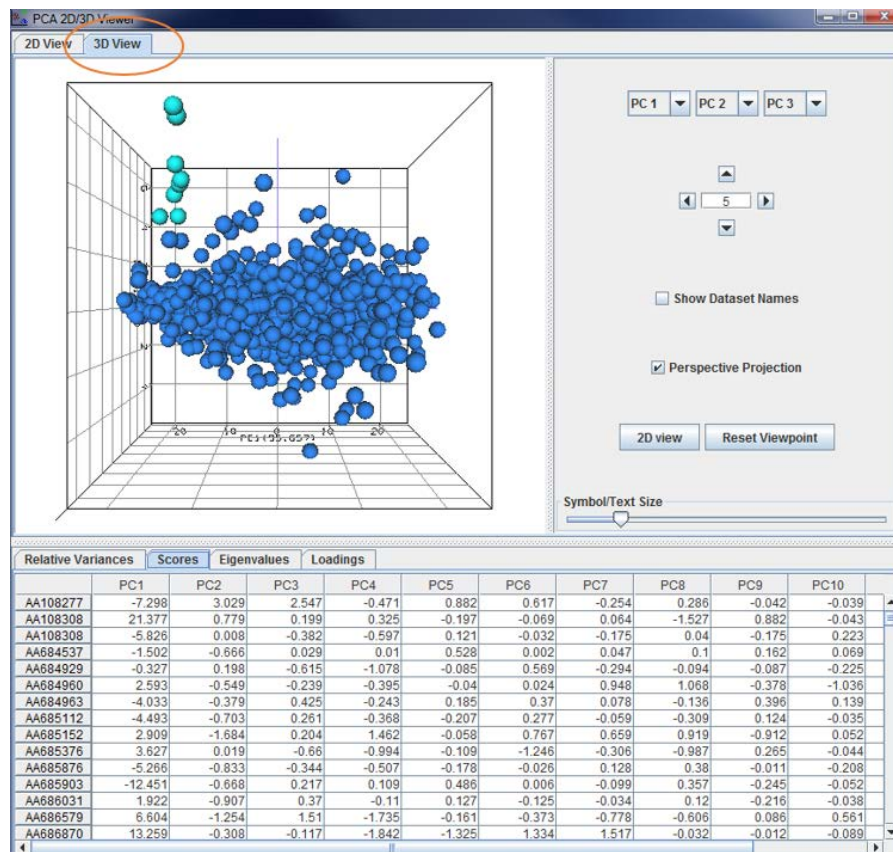 PCA 2D/3D Viewer
2D View 3D View
PC 1 PC 2 PC 3
5
Show Dataset Names
Perspective Projection
2D view Reset Viewpoint
Symbol/Text Size
20 10 0 10 20
Relative Variances Scores Eigenvalues Loadings
PC1 PC2 PC3 PC4 PC5 PC6 PC7 PC8 PC9 PC10
AA108277 -7.298 3.029 2.547 -0.471 0.882 0.617 -0.254 0.286 -0.042 -0.039
AA108308 21.377 0.779 0.199 0.325 -0.197 -0.069 0.064 -1.527 0.882 -0.043
AA108308 -5.826 0.008 -0.382 -0.597 0.121 -0.032 -0.175 0.04 -0.175 0.223
AA684537 -1.502 -0.666 0.029 0.01 0.528 0.002 0.047 0.1 0.162 0.069
AA684929 -0.327 0.198 -0.615 -1.078 -0.085 0.569 -0.294 -0.094 -0.087 -0.225
AA684960 2.593 -0.549 -0.239 -0.395 -0.04 0.024 0.948 1.068 -0.378 -1.036
AA684963 -4.033 -0.379 0.425 -0.243 0.185 0.37 0.078 -0.136 0.396 0.139
AA685112 -4.493 -0.703 0.261 -0.368 -0.207 0.277 -0.059 -0.309 0.124 -0.035
AA685152 2.909 -1.684 0.204 1.462 -0.058 0.767 0.659 0.919 -0.912 0.052
AA685376 3.627 0.019 -0.66 -0.994 -0.109 -1.246 -0.306 -0.987 0.265 -0.044
AA685876 -5.266 -0.833 -0.344 -0.507 -0.178 -0.026 0.128 0.38 -0.011 -0.208
AA685903 -12.451 -0.668 0.217 0.109 0.486 0.006 -0.099 0.357 -0.245 -0.052
AA686031 1.922 -0.907 0.37 -0.11 0.127 -0.125 -0.034 0.12 -0.216 -0.038
AA686579 6.604 -1.254 1.51 -1.735 -0.161 -0.373 -0.778 -0.606 0.086 0.561
AA686870 13.259 -0.308 -0.117 -1.842 -1.325 1.334 1.517 -0.032 -0.012 -0.089